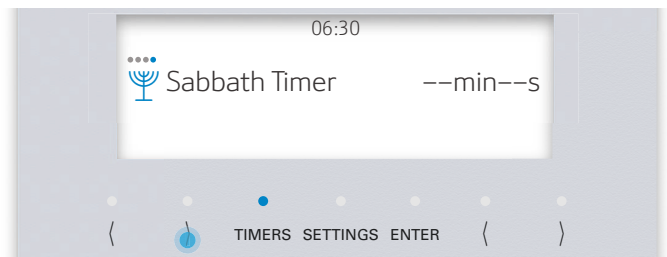 06:30
Sabbath Timer --min--s
⟨ ⟩ TIMERS SETTINGS ENTER ⟨ ⟩